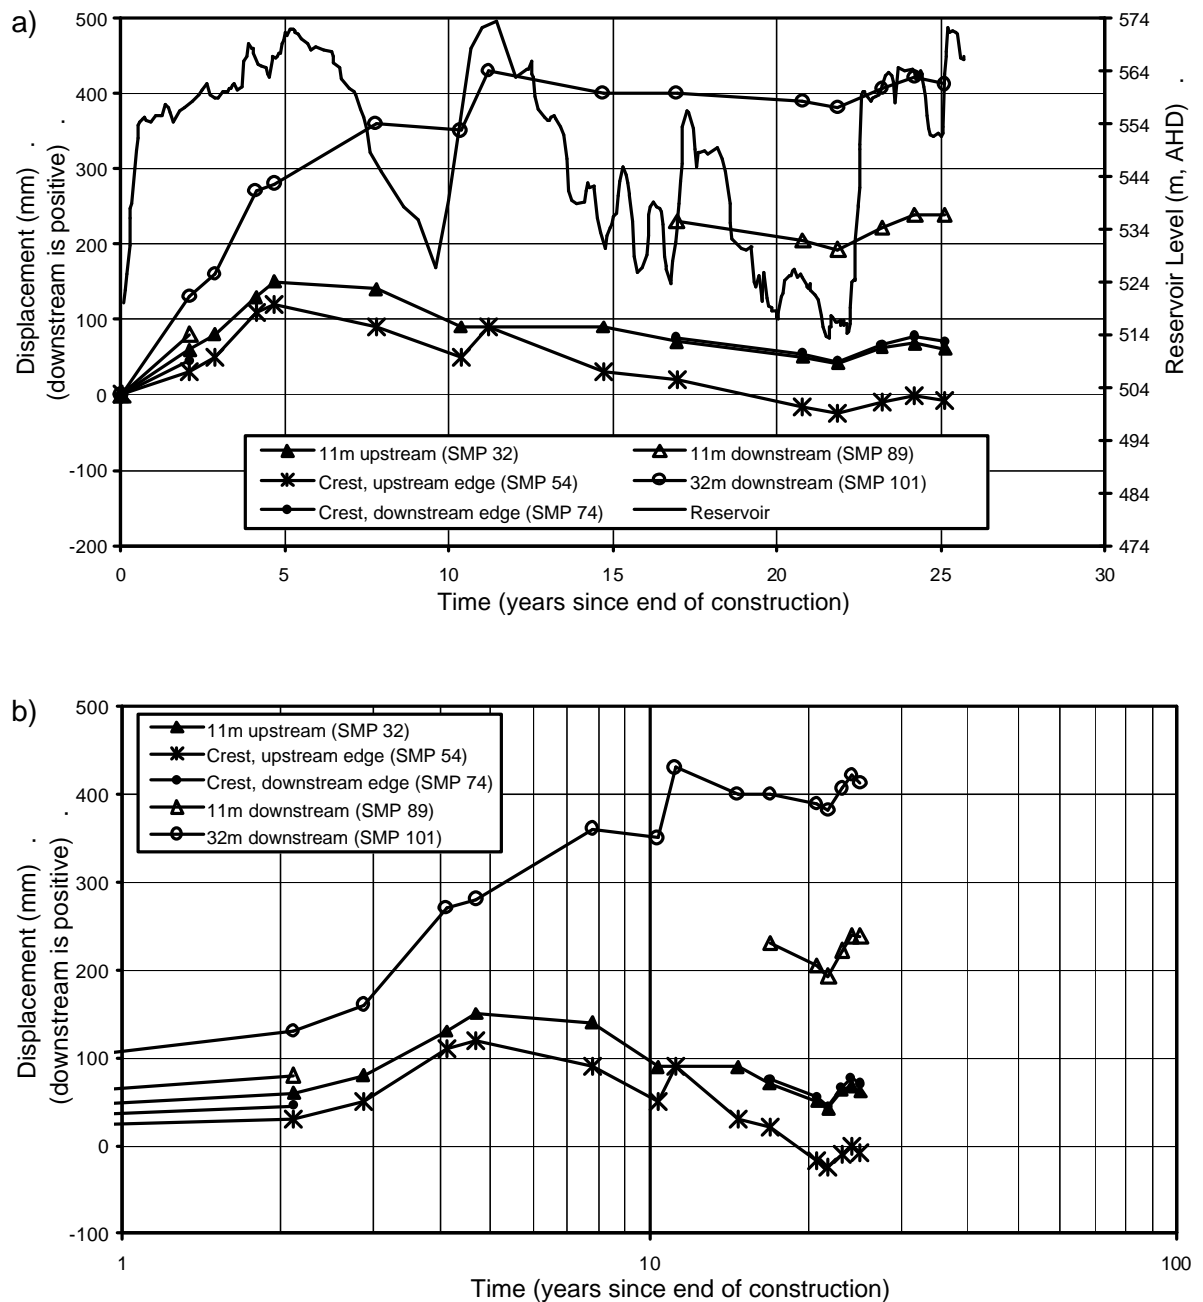 a)
500
400
300
200
100
0
-100
-200
Displacement (mm) .
(downstream is positive) .
574
564
554
544
534
524
514
504
494
484
474
Reservoir Level (m, AHD) .
11m upstream (SMP 32)
11m downstream (SMP 89)
Crest, upstream edge (SMP 54)
32m downstream (SMP 101)
Crest, downstream edge (SMP 74)
Reservoir
0 5 10 15 20 25 30
Time (years since end of construction)
b)
500
400
300
200
100
0
-100
Displacement (mm) .
(downstream is positive) .
11m upstream (SMP 32)
Crest, upstream edge (SMP 54)
Crest, downstream edge (SMP 74)
11m downstream (SMP 89)
32m downstream (SMP 101)
1 10 100
Time (years since end of construction)